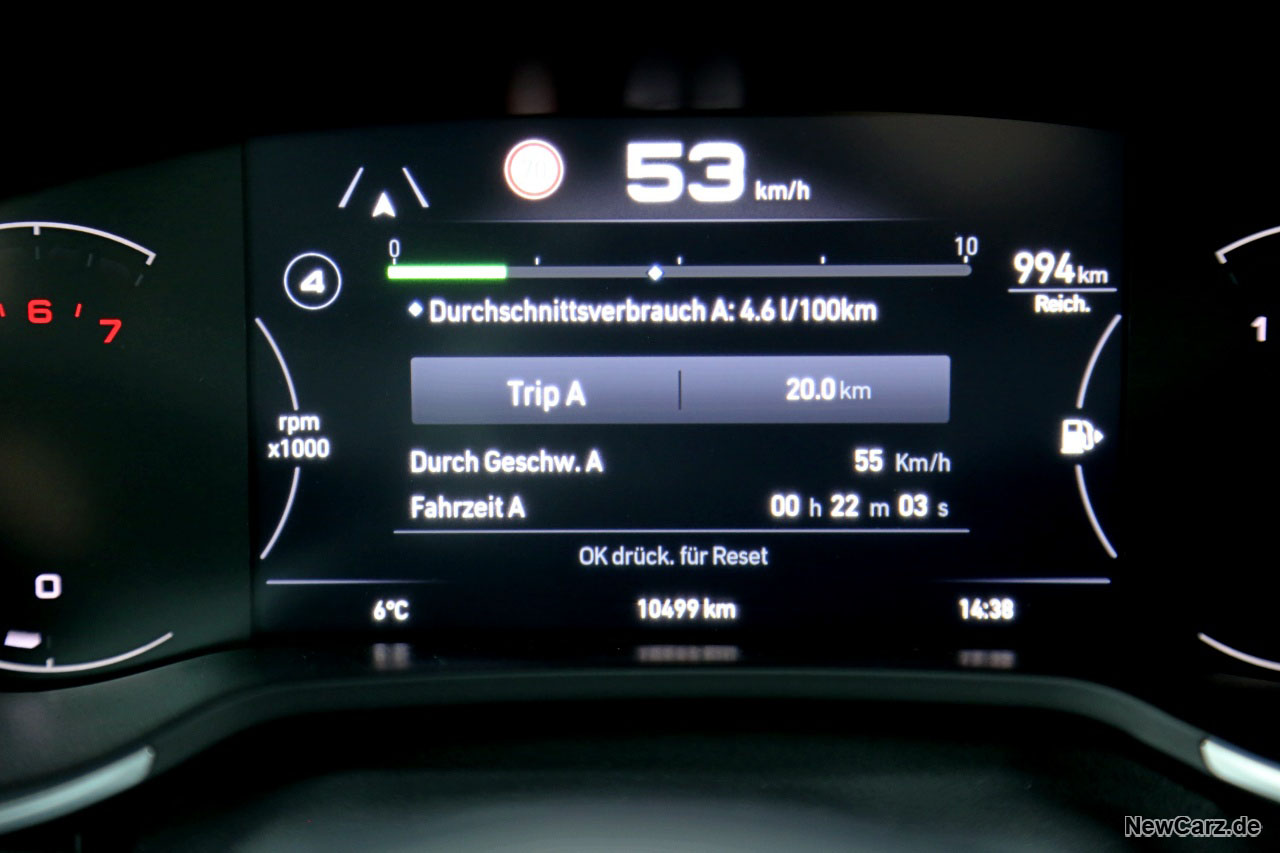 70
53 km/h
0 10
4
994 km
Reich.
Durchschnittsverbrauch A: 4.6 l/100km
6 7
1
Trip A 20.0 km
rpm
x1000
Durch Geschw. A 55 Km/h
Fahrzeit A 00 h 22 m 03 s
OK drück. für Reset
0
6°C 10499 km 14:38
NewCarz.de